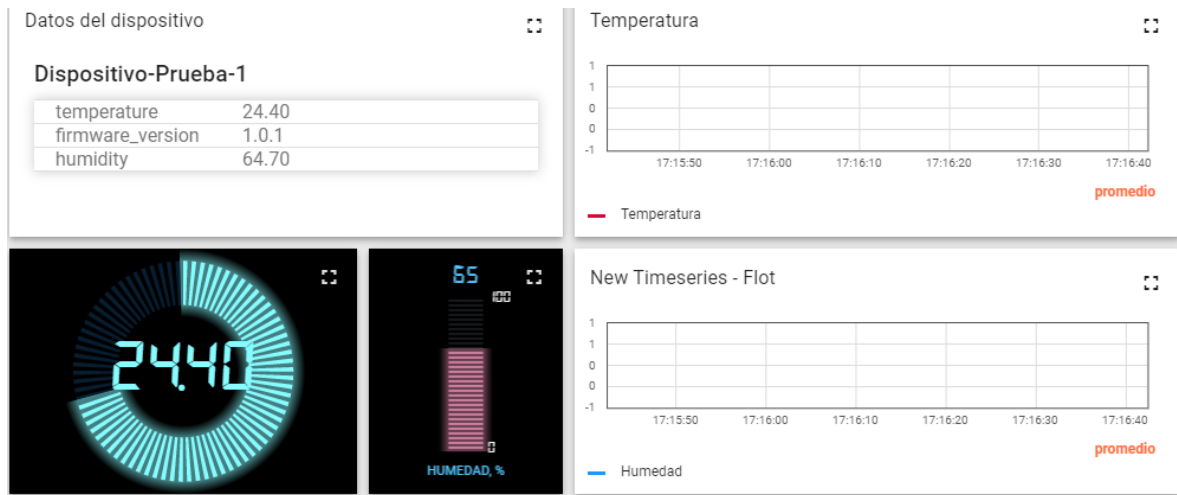 Datos del dispositivo
Dispositivo-Prueba-1
temperature 24.40
firmware_version 1.0.1
humidity 64.70
Temperatura
1
1
0
0
-1
17:15:50 17:16:00 17:16:10 17:16:20 17:16:30 17:16:40
promedio
Temperatura
24.40
65
100
0
HUMEDAD, %
New Timeseries - Flot
1
1
0
0
-1
17:15:50 17:16:00 17:16:10 17:16:20 17:16:30 17:16:40
promedio
Humedad